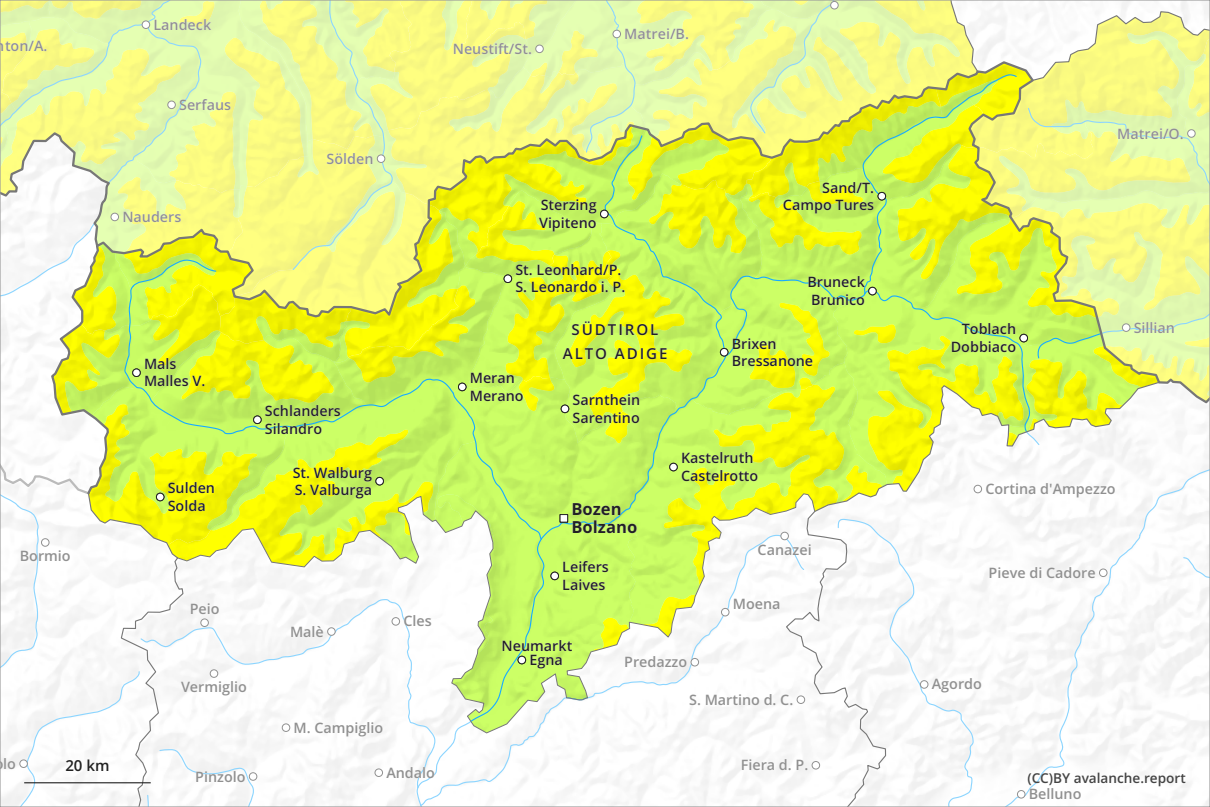 Landeck
Matrei/B.
Neustift/St.
nton/A.
Serfaus
Matrei/O.
Sölden
Sand/T.
Campo Tures
Sterzing
Vipiteno
Nauders
St. Leonhard/P.
S. Leonardo i. P.
Bruneck
Brunico
SÜDTIROL
ALTO ADIGE
Toblach
Dobbiaco
Sillian
Brixen
Bressanone
Mals
Malles V.
Meran
Merano
Sarnthein
Sarentino
Schlanders
Silandro
Kastelruth
Castelrotto
St. Walburg
S. Valburga
Sulden
Solda
Cortina d'Ampezzo
Bozen
Bolzano
Bormio
Canazei
Leifers
Laives
Pieve di Cadore
Peio
Moena
Cles
Malè
Neumarkt
Egna
Predazzo
Vermiglio
Agordo
S. Martino d. C.
M. Campiglio
olo
20 km
Pinzolo
Andalo
Fiera d. P.
(CC)BY avalanche.report
Belluno